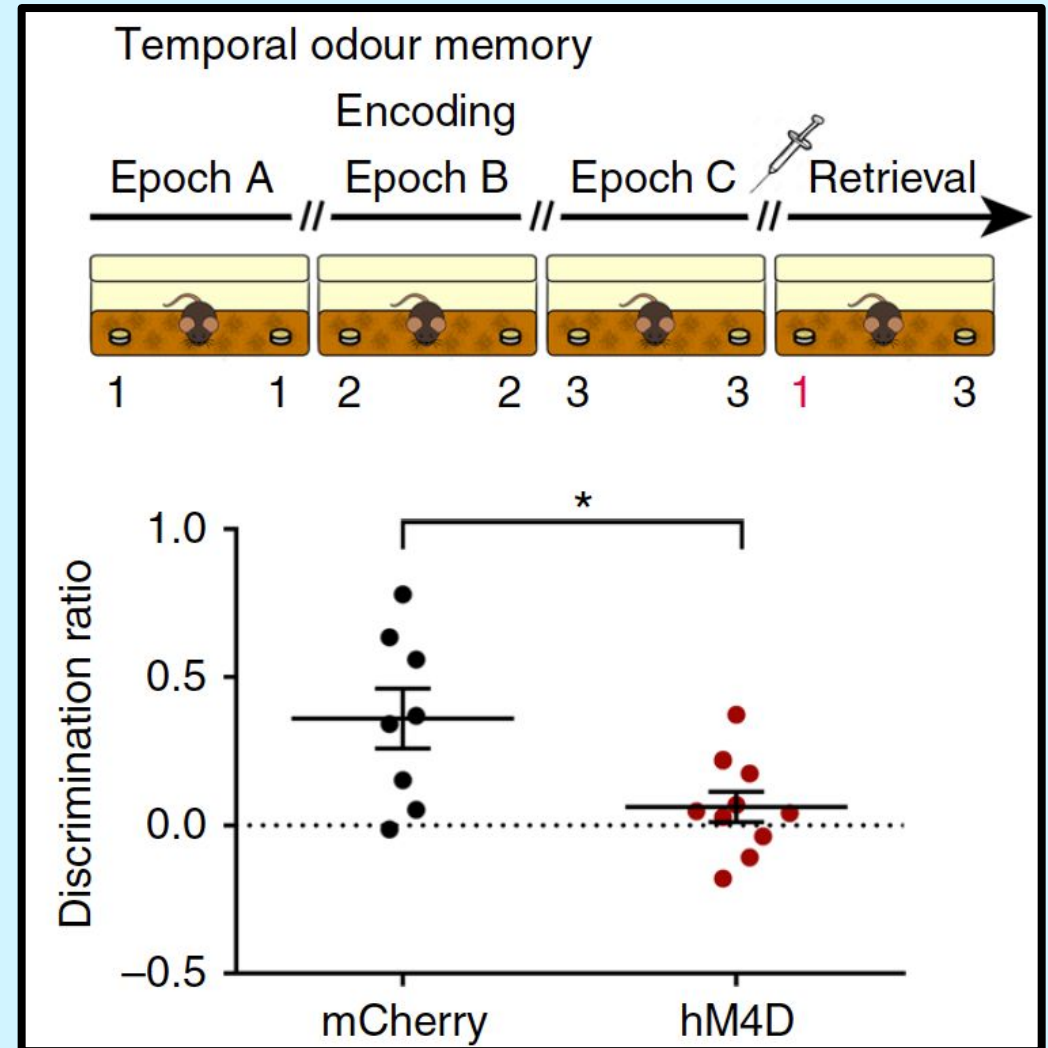 Temporal odour memory
Encoding
Epoch A Epoch B Epoch C Retrieval
1 1 2 2 3 3 1 3
*
1.0
0.5
0.0
–0.5
Discrimination ratio
mCherry hM4D